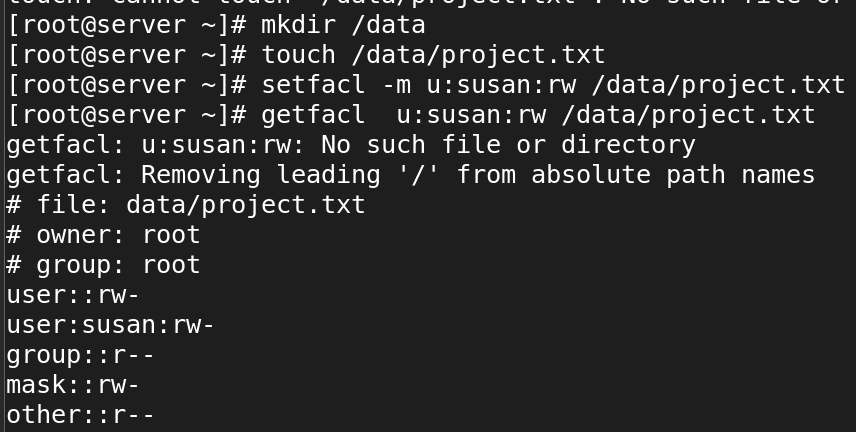 touch: cannot touch '/data/project.txt': No such file or
[root@server ~]# mkdir /data
[root@server ~]# touch /data/project.txt
[root@server ~]# setfacl -m u:susan:rw /data/project.txt
[root@server ~]# getfacl  u:susan:rw /data/project.txt
getfacl: u:susan:rw: No such file or directory
getfacl: Removing leading '/' from absolute path names
# file: data/project.txt
# owner: root
# group: root
user::rw-
user:susan:rw-
group::r--
mask::rw-
other::r--